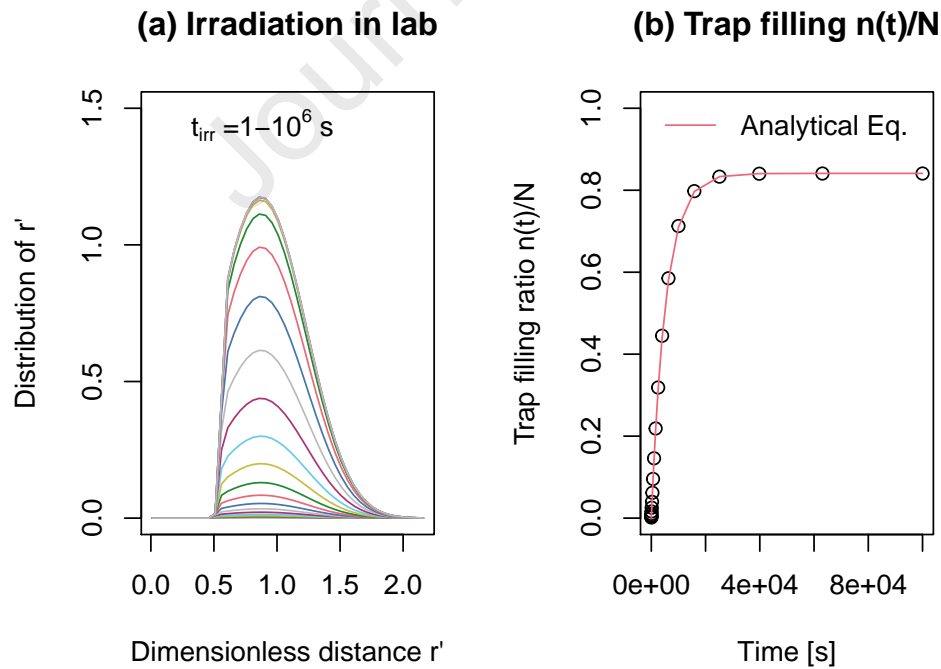 (a) Irradiation in lab
t_irr =1−10^6 s
Distribution of r'
0.0 0.5 1.0 1.5
0.0 0.5 1.0 1.5 2.0
Dimensionless distance r'
(b) Trap filling n(t)/N
Analytical Eq.
Trap filling ratio n(t)/N
0.0 0.2 0.4 0.6 0.8 1.0
0e+00 4e+04 8e+04
Time [s]
Journ